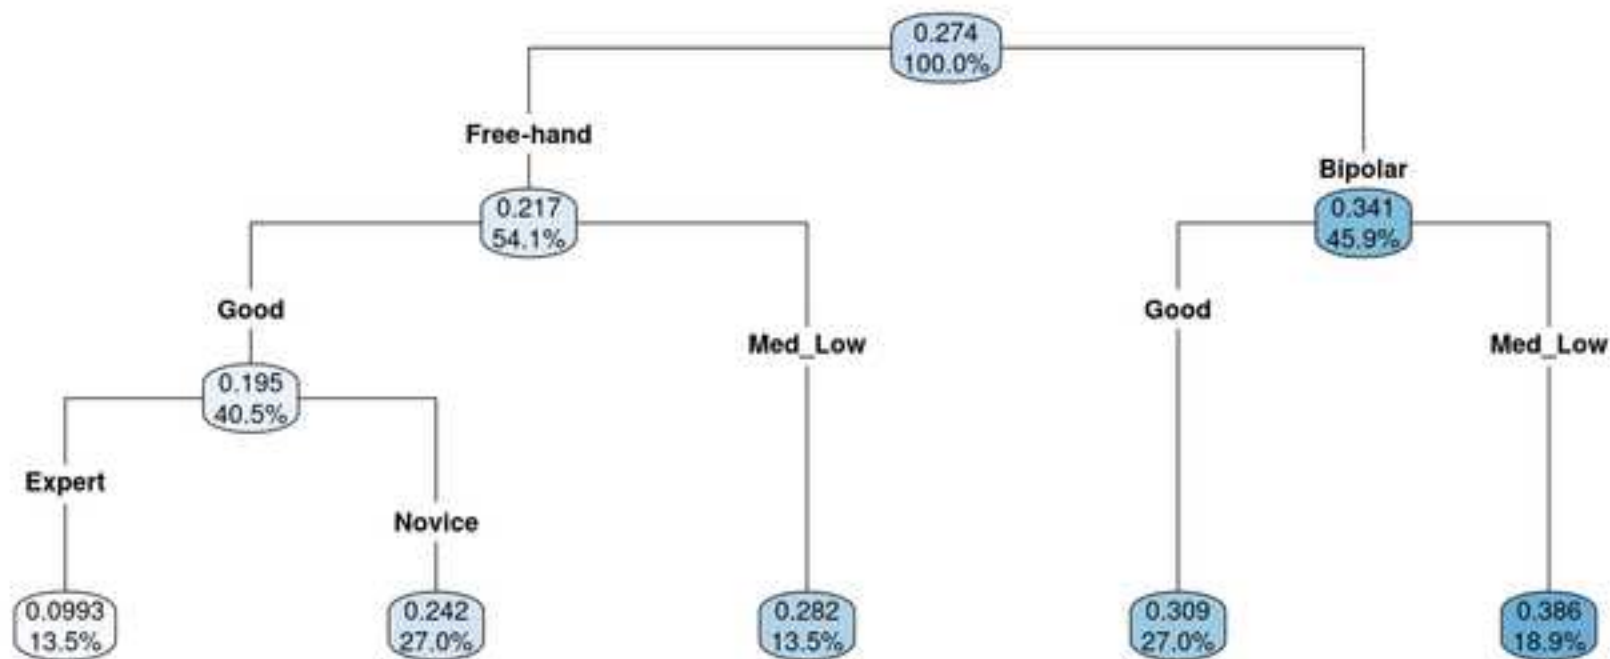 0.274
100.0%
Free-hand
Bipolar
0.217
54.1%
0.341
45.9%
Good
Med_Low
Good
Med_Low
0.195
40.5%
Expert
Novice
0.0993
13.5%
0.242
27.0%
0.282
13.5%
0.309
27.0%
0.386
18.9%